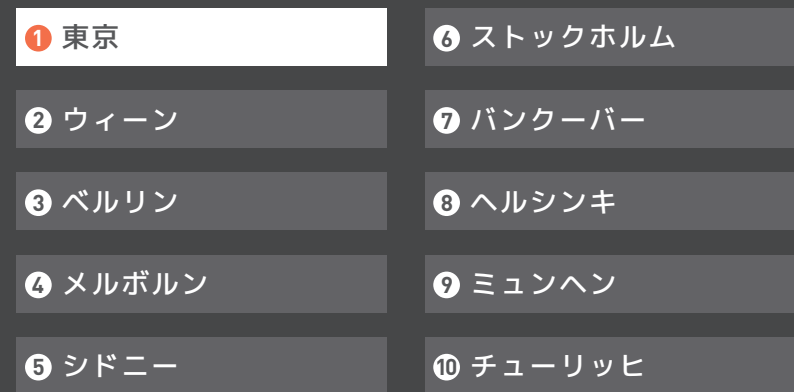 1 東京
2 ウィーン
3 ベルリン
4 メルボルン
5 シドニー
6 ストックホルム
7 バンクーバー
8 ヘルシンキ
9 ミュンヘン
10 チューリッヒ